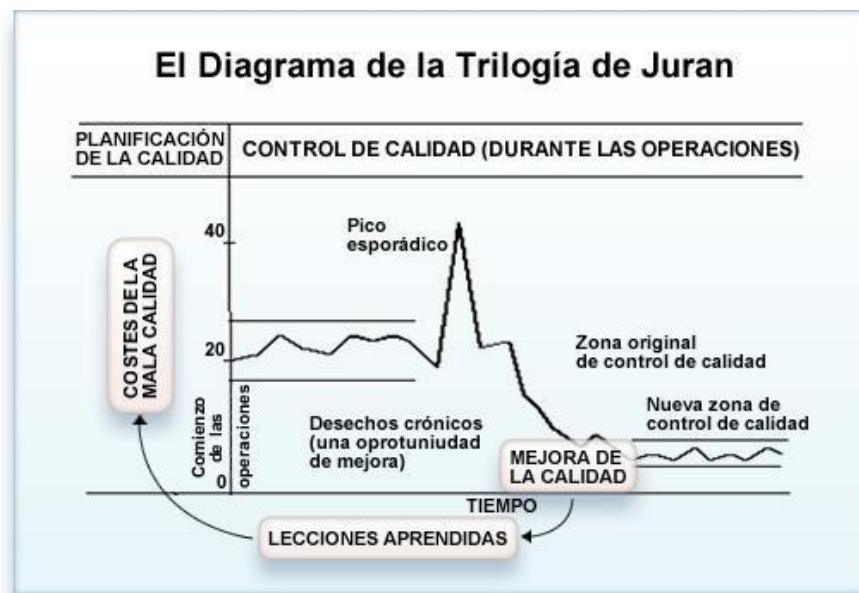 El Diagrama de la Trilogía de Juran
PLANIFICACIÓN
DE LA CALIDAD
CONTROL DE CALIDAD (DURANTE LAS OPERACIONES)
40
20
0
COSTES DE LA
MALA CALIDAD
Comienzo
de las
operaciones
Pico
esporádico
Desechos crónicos
(una oprotuniudad
de mejora)
Zona original
de control de calidad
Nueva zona de
control de calidad
MEJORA DE
LA CALIDAD
TIEMPO
LECCIONES APRENDIDAS